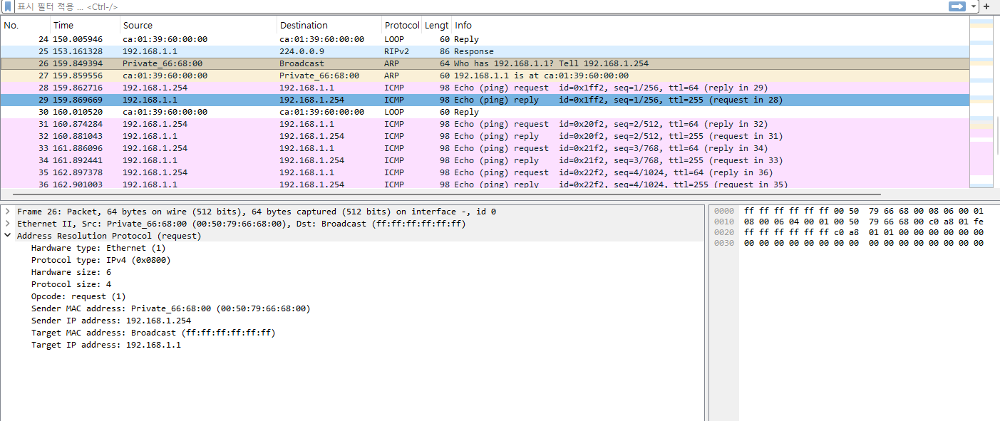 표시 필터 적용 … <Ctrl-/>
No. Time Source Destination Protocol Lengt Info
24 150.005946 ca:01:39:60:00:00 ca:01:39:60:00:00 LOOP 60 Reply
25 153.161328 192.168.1.1 224.0.0.9 RIPv2 86 Response
26 159.849394 Private_66:68:00 Broadcast ARP 64 Who has 192.168.1.1? Tell 192.168.1.254
27 159.859556 ca:01:39:60:00:00 Private_66:68:00 ARP 60 192.168.1.1 is at ca:01:39:60:00:00
28 159.862716 192.168.1.254 192.168.1.1 ICMP 98 Echo (ping) request id=0x1ff2, seq=1/256, ttl=64 (reply in 29)
29 159.869669 192.168.1.1 192.168.1.254 ICMP 98 Echo (ping) reply id=0x1ff2, seq=1/256, ttl=255 (request in 28)
30 160.010520 ca:01:39:60:00:00 ca:01:39:60:00:00 LOOP 60 Reply
31 160.874284 192.168.1.254 192.168.1.1 ICMP 98 Echo (ping) request id=0x20f2, seq=2/512, ttl=64 (reply in 32)
32 160.881043 192.168.1.1 192.168.1.254 ICMP 98 Echo (ping) reply id=0x20f2, seq=2/512, ttl=255 (request in 31)
33 161.886096 192.168.1.254 192.168.1.1 ICMP 98 Echo (ping) request id=0x21f2, seq=3/768, ttl=64 (reply in 34)
34 161.892441 192.168.1.1 192.168.1.254 ICMP 98 Echo (ping) reply id=0x21f2, seq=3/768, ttl=255 (request in 33)
35 162.897378 192.168.1.254 192.168.1.1 ICMP 98 Echo (ping) request id=0x22f2, seq=4/1024, ttl=64 (reply in 36)
36 162.901003 192.168.1.1 192.168.1.254 ICMP 98 Echo (ping) reply id=0x22f2, seq=4/1024, ttl=255 (request in 35)
Frame 26: Packet, 64 bytes on wire (512 bits), 64 bytes captured (512 bits) on interface -, id 0
Ethernet II, Src: Private_66:68:00 (00:50:79:66:68:00), Dst: Broadcast (ff:ff:ff:ff:ff:ff)
Address Resolution Protocol (request)
Hardware type: Ethernet (1)
Protocol type: IPv4 (0x0800)
Hardware size: 6
Protocol size: 4
Opcode: request (1)
Sender MAC address: Private_66:68:00 (00:50:79:66:68:00)
Sender IP address: 192.168.1.254
Target MAC address: Broadcast (ff:ff:ff:ff:ff:ff)
Target IP address: 192.168.1.1
0000 ff ff ff ff ff ff 00 50 79 66 68 00 08 06 00 01
0010 08 00 06 04 00 01 00 50 79 66 68 00 c0 a8 01 fe
0020 ff ff ff ff ff ff c0 a8 01 01 00 00 00 00 00 00
0030 00 00 00 00 00 00 00 00 00 00 00 00 00 00 00 00